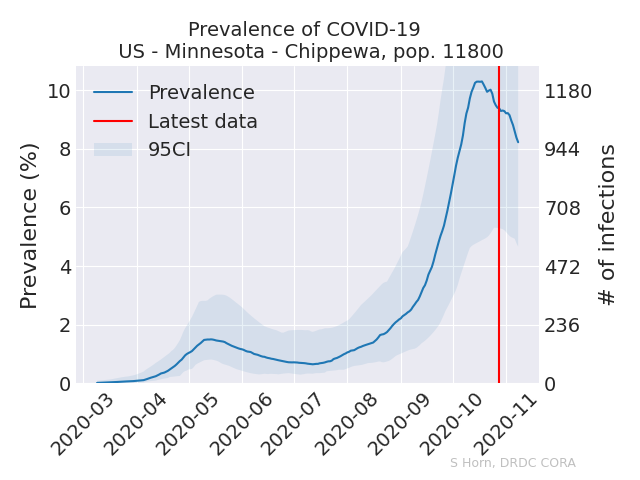 Prevalence of COVID-19
US - Minnesota - Chippewa, pop. 11800
Prevalence
Latest data
95CI
Prevalence (%)
10
8
6
4
2
0
1180
944
708
472
236
0
# of infections
2020-03
2020-04
2020-05
2020-06
2020-07
2020-08
2020-09
2020-10
2020-11
S Horn, DRDC CORA